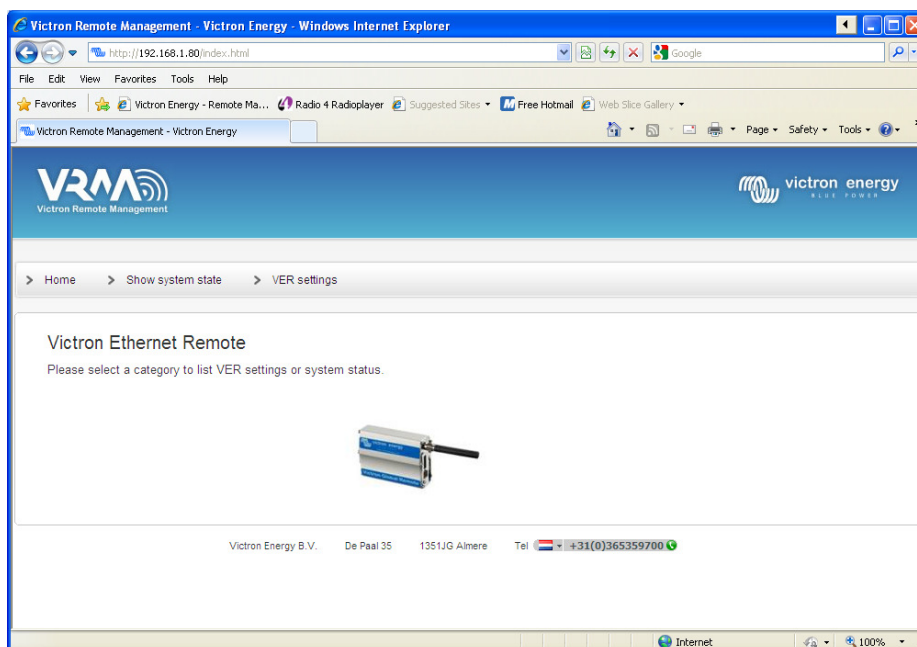 Victron Remote Management - Victron Energy - Windows Internet Explorer
http://192.168.1.80/index.html Google
File Edit View Favorites Tools Help
Favorites Victron Energy - Remote Ma... Radio 4 Radioplayer Suggested Sites Free Hotmail Web Slice Gallery
Victron Remote Management - Victron Energy Page Safety Tools
VRM victron energy
BLUE POWER
Victron Remote Management
> Home > Show system state > VER settings
Victron Ethernet Remote
Please select a category to list VER settings or system status.
Victron Energy B.V. De Paal 35 1351JG Almere Tel +31(0)365359700
Internet 100%